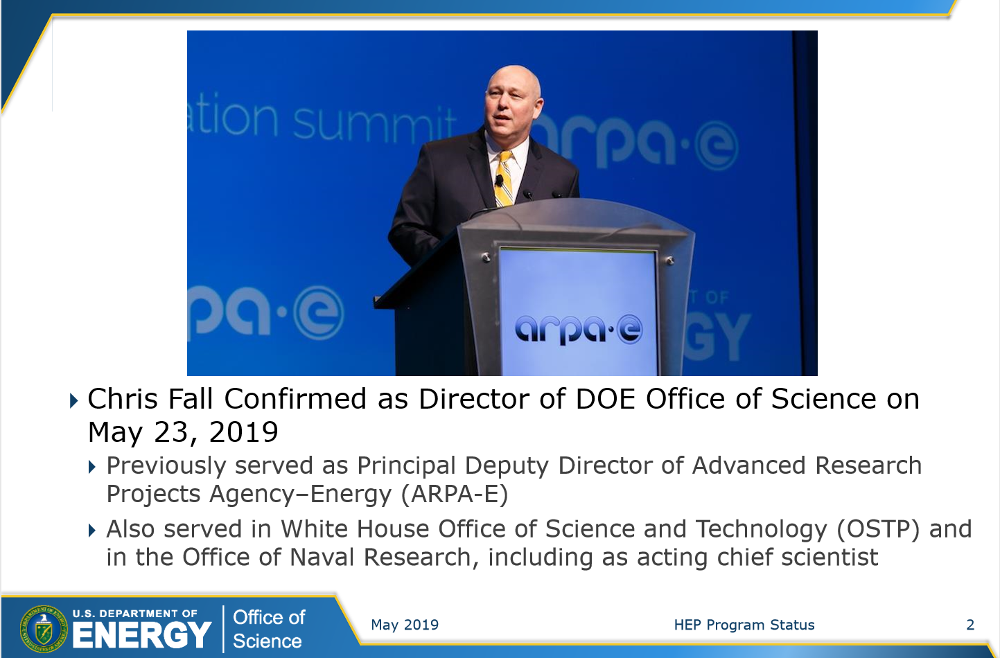 ation summit
arpa·e
pa·e
T OF
GY
arpa·e
Chris Fall Confirmed as Director of DOE Office of Science on
May 23, 2019
Previously served as Principal Deputy Director of Advanced Research
Projects Agency–Energy (ARPA-E)
Also served in White House Office of Science and Technology (OSTP) and
in the Office of Naval Research, including as acting chief scientist
U.S. DEPARTMENT OF
ENERGY
Office of
Science
May 2019
HEP Program Status
2